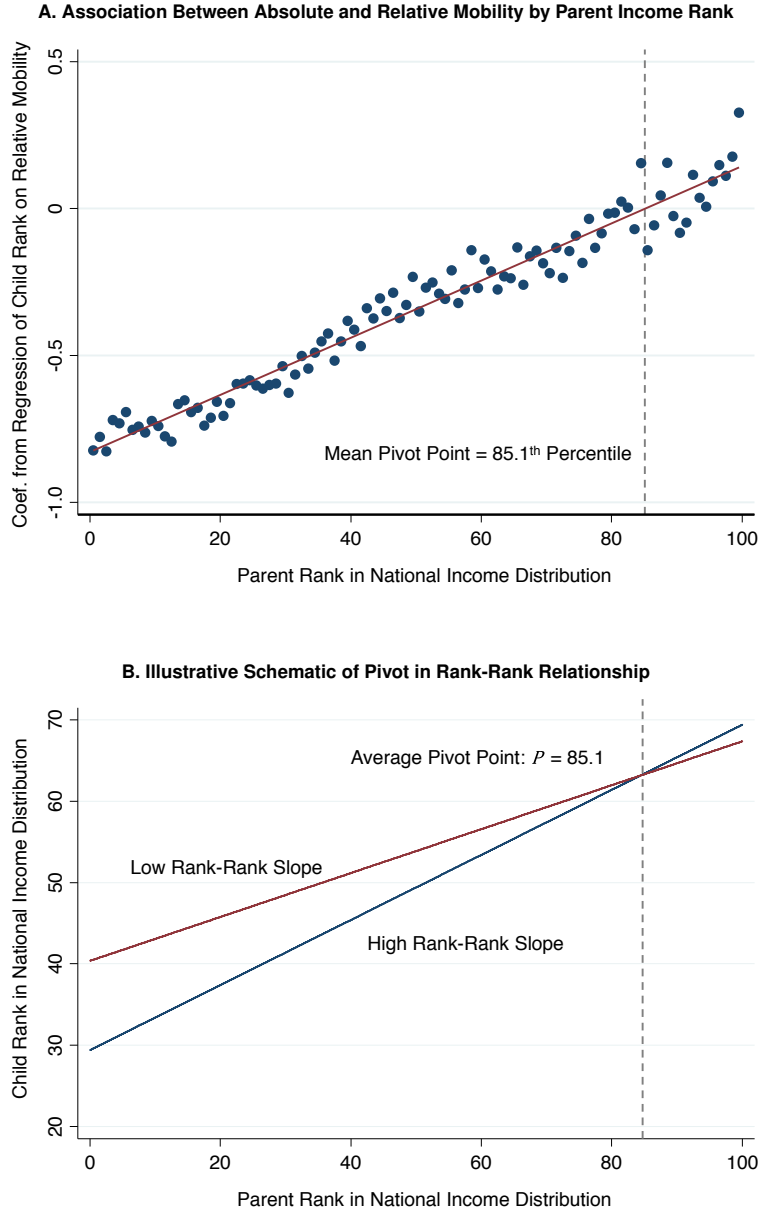 A. Association Between Absolute and Relative Mobility by Parent Income Rank
Coef. from Regression of Child Rank on Relative Mobility
0.5
0
-0.5
-1.0
Mean Pivot Point = 85.1th Percentile
0 20 40 60 80 100
Parent Rank in National Income Distribution
B. Illustrative Schematic of Pivot in Rank-Rank Relationship
Child Rank in National Income Distribution
70
60
50
40
30
20
Average Pivot Point: P = 85.1
Low Rank-Rank Slope
High Rank-Rank Slope
0 20 40 60 80 100
Parent Rank in National Income Distribution